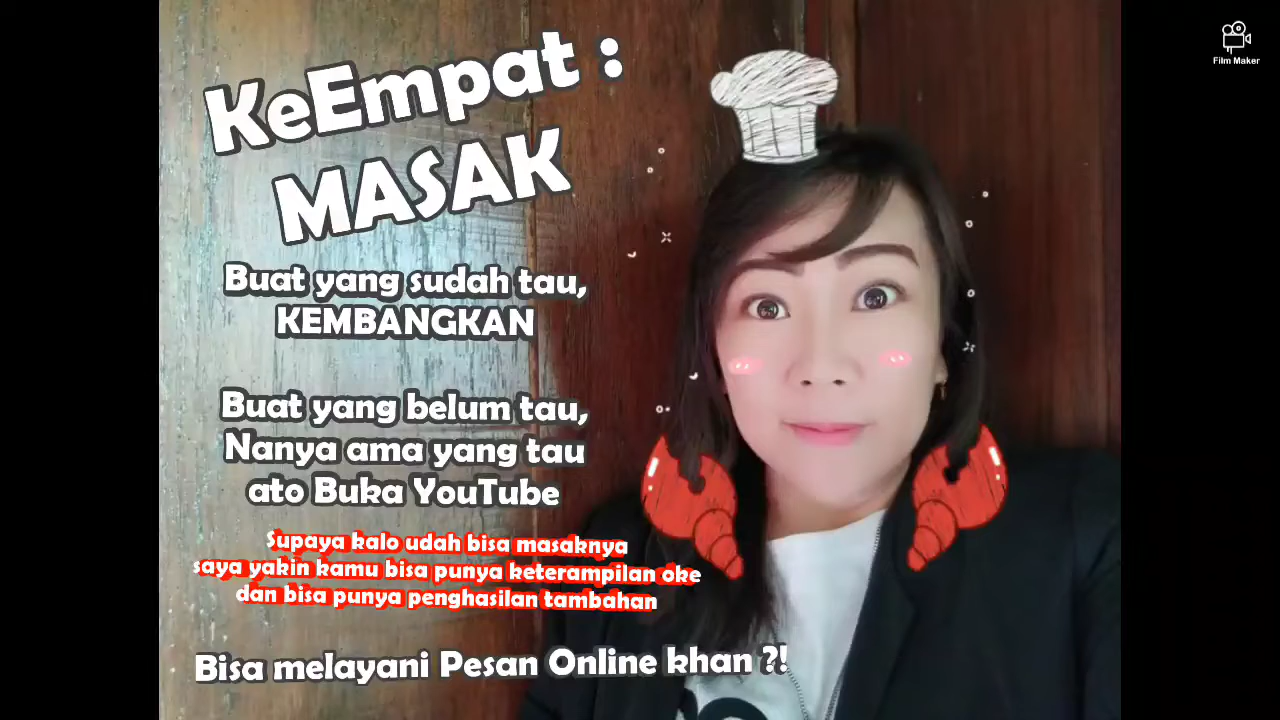 KeEmpat :
MASAK
Buat yang sudah tau,
KEMBANGKAN
Buat yang belum tau,
Nanya ama yang tau
ato Buka YouTube
Supaya kalo udah bisa masaknya
saya yakin kamu bisa punya keterampilan oke
dan bisa punya penghasilan tambahan
Bisa melayani Pesan Online khan ?!
Film Maker